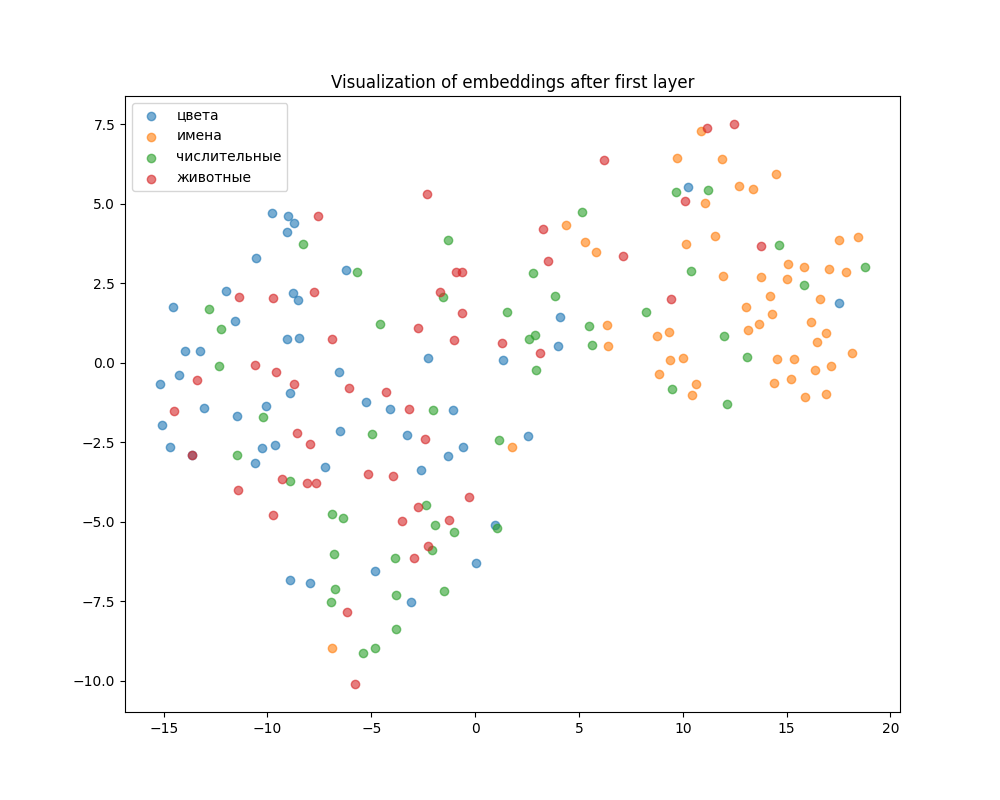 Visualization of embeddings after first layer
цвета
имена
числительные
животные
7.5
5.0
2.5
0.0
−2.5
−5.0
−7.5
−10.0
−15 −10 −5 0 5 10 15 20